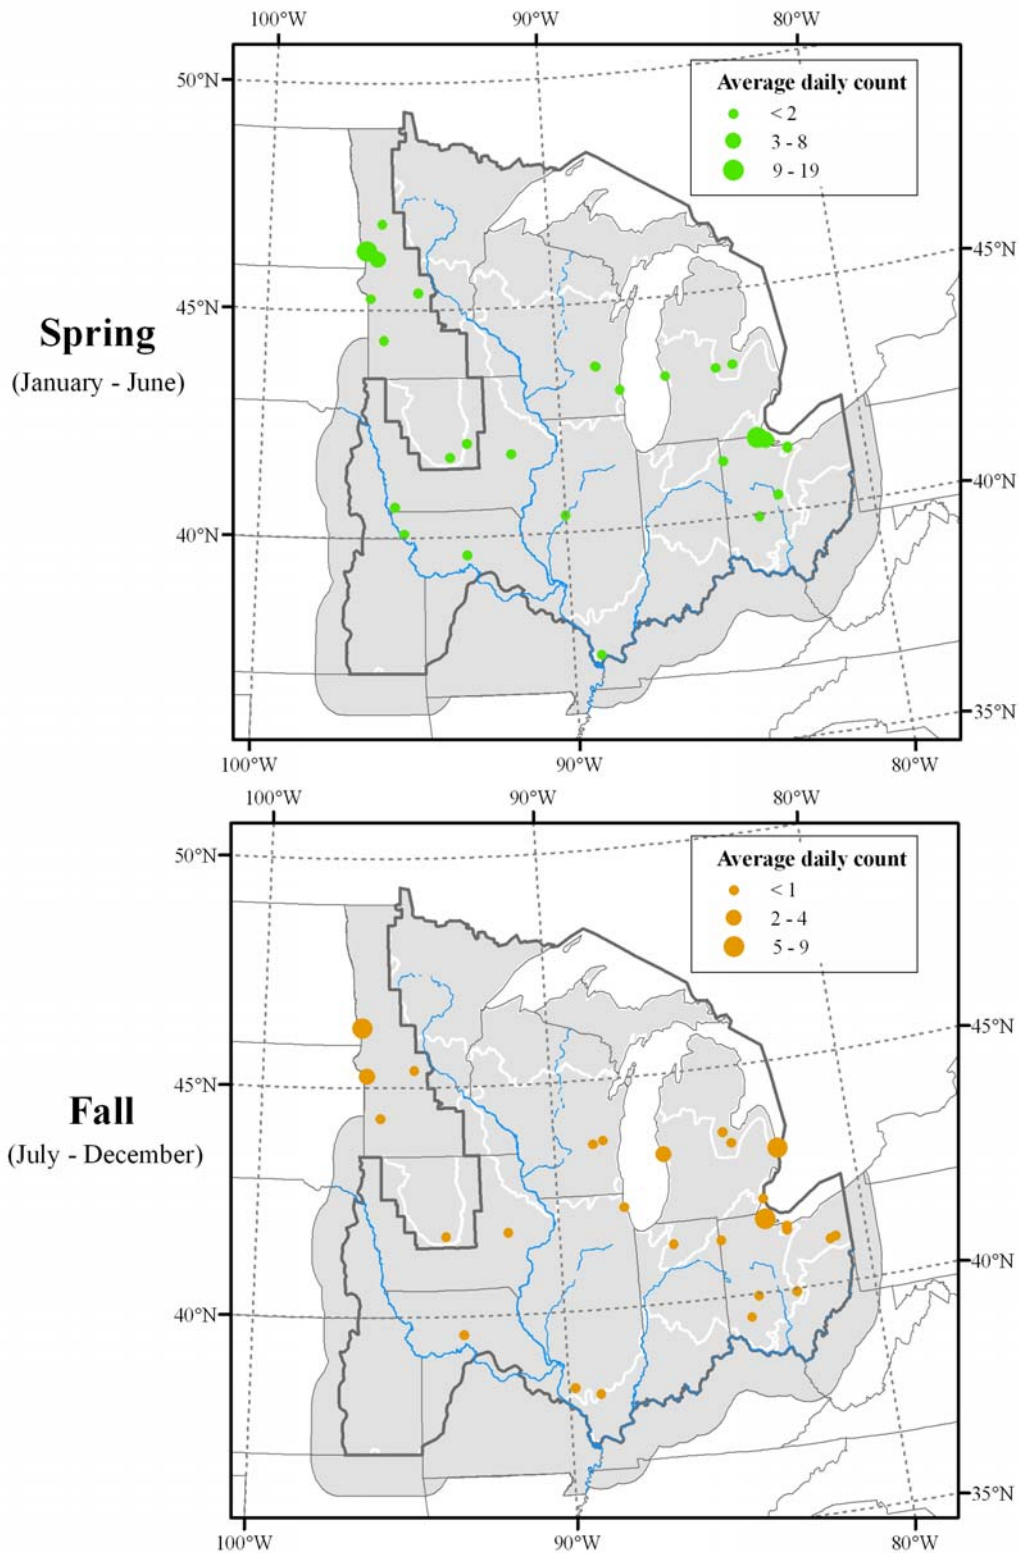 100°W 90°W 80°W
50°N
Average daily count
< 2
3 - 8
9 - 19
45°N
45°N
Spring
(January - June)
40°N
40°N
35°N
100°W 90°W 80°W
100°W 90°W 80°W
50°N
Average daily count
< 1
2 - 4
5 - 9
45°N
45°N
Fall
(July - December)
40°N
40°N
35°N
100°W 90°W 80°W